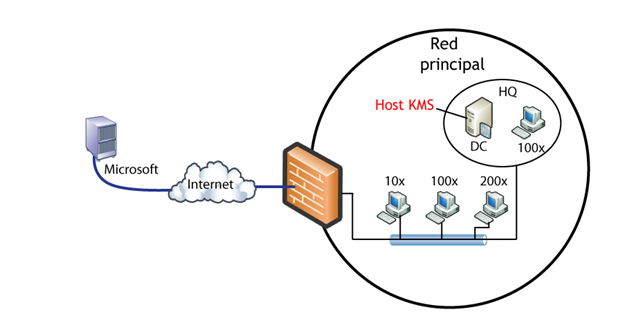 Red
principal
HQ
Host KMS
DC
100x
Microsoft
Internet
10x
100x
200x